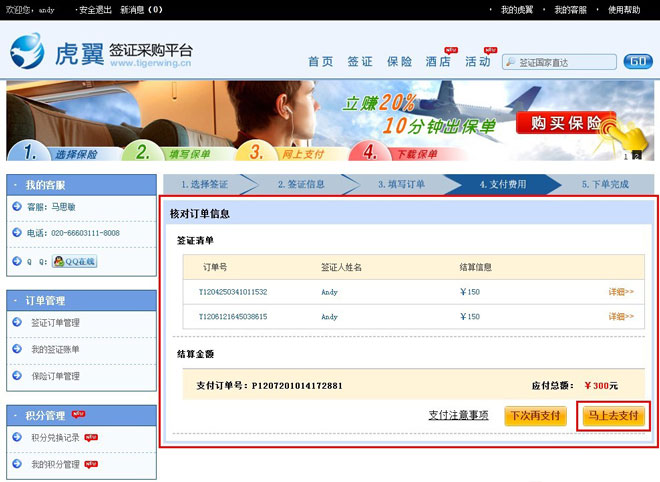 欢迎您，andy ·安全退出 新消息（0） · 我的虎翼 · 我的客服 · 使用帮助
虎翼 签证采购平台
www.tigerwing.cn
首页 签证 保险 酒店 NEW 活动 NEW 签证国家直达 GO
立赚20%
10分钟出保单
购买保险
1. 选择保险 2. 填写保单 3. 网上支付 4. 下载保单
1 2
· 我的客服
客服：马思敏
电话：020-66603111-8008
Q Q： QQ在线
· 订单管理
签证订单管理
我的签证账单
保险订单管理
· 积分管理 NEW
积分兑换记录 NEW
我的积分管理 NEW
1.选择签证 2.签证信息 3.填写订单 4.支付费用 5.下单完成
核对订单信息
签证清单
订单号 签证人姓名 结算信息
T1204250341011532 Andy ￥150 详细>>
T1206121645038615 Andy ￥150 详细>>
结算金额
支付订单号：P1207201014172881 应付总额： ￥300元
支付注意事项 下次再支付 马上去支付